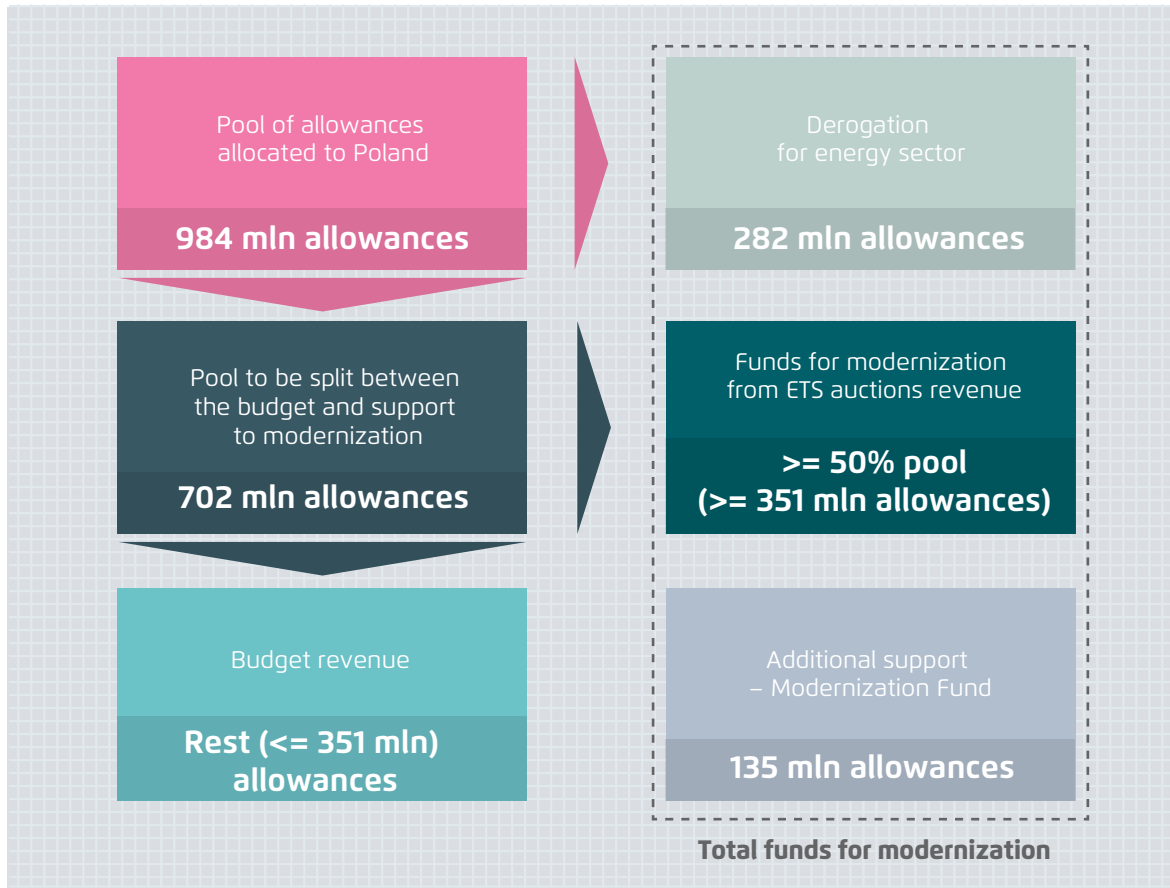 Pool of allowances
allocated to Poland
984 mln allowances
Derogation
for energy sector
282 mln allowances
Pool to be split between
the budget and support
to modernization
702 mln allowances
Funds for modernization
from ETS auctions revenue
>= 50% pool
(>= 351 mln allowances)
Budget revenue
Rest (<= 351 mln)
allowances
Additional support
– Modernization Fund
135 mln allowances
Total funds for modernization